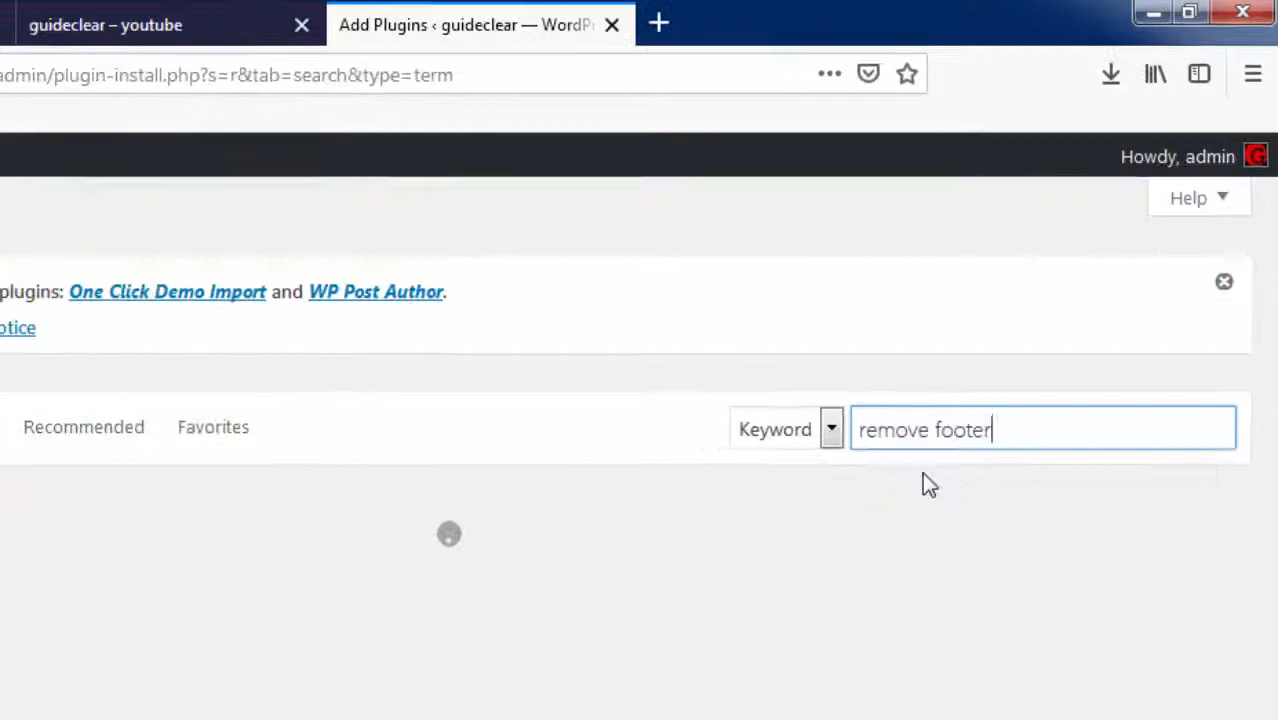 guideclear – youtube
Add Plugins ‹ guideclear — WordPr
admin/plugin-install.php?s=r&tab=search&type=term
Howdy, admin
Help
plugins: One Click Demo Import and WP Post Author.
otice
Recommended Favorites Keyword remove footer